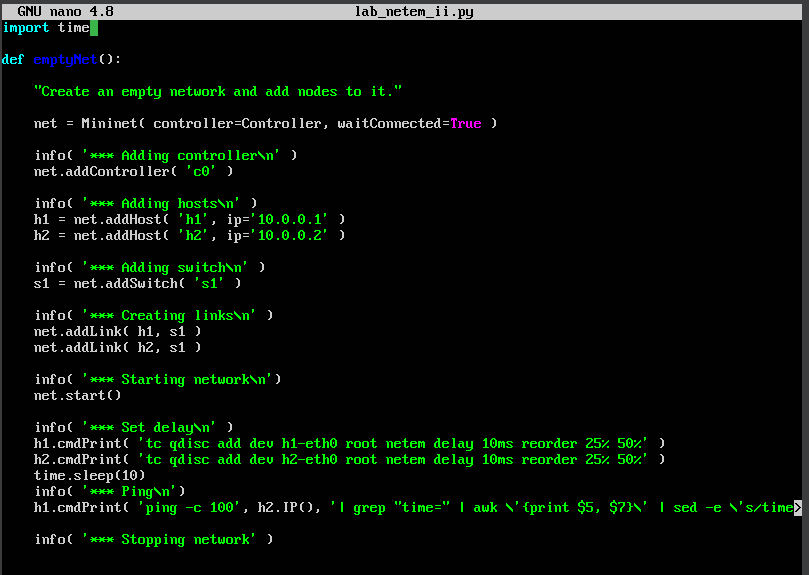 GNU nano 4.8 lab_netem_ii.py
import time
def emptyNet():
"Create an empty network and add nodes to it."
net = Mininet( controller=Controller, waitConnected=True )
info( '*** Adding controller\n' )
net.addController( 'c0' )
info( '*** Adding hosts\n' )
h1 = net.addHost( 'h1', ip='10.0.0.1' )
h2 = net.addHost( 'h2', ip='10.0.0.2' )
info( '*** Adding switch\n' )
s1 = net.addSwitch( 's1' )
info( '*** Creating links\n' )
net.addLink( h1, s1 )
net.addLink( h2, s1 )
info( '*** Starting network\n')
net.start()
info( '*** Set delay\n' )
h1.cmdPrint( 'tc qdisc add dev h1-eth0 root netem delay 10ms reorder 25% 50%' )
h2.cmdPrint( 'tc qdisc add dev h2-eth0 root netem delay 10ms reorder 25% 50%' )
time.sleep(10)
info( '*** Ping\n')
h1.cmdPrint( 'ping -c 100', h2.IP(), '| grep "time=" | awk \'{print $5, $7}\' | sed -e \'s/time>
info( '*** Stopping network' )